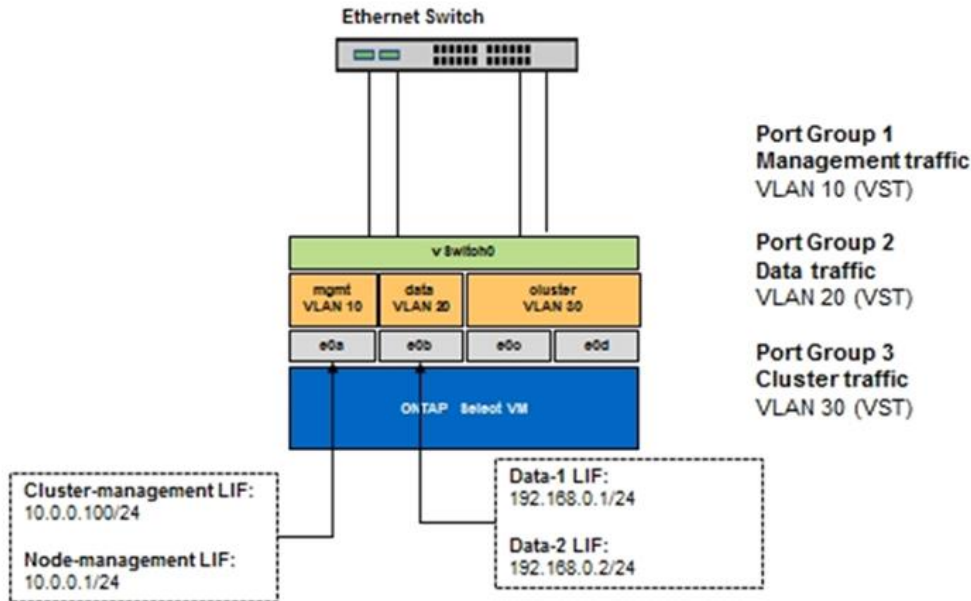 Ethernet Switch
Port Group 1
Management traffic
VLAN 10 (VST)
Port Group 2
Data traffic
VLAN 20 (VST)
Port Group 3
Cluster traffic
VLAN 30 (VST)
v Switch0
mgmt
VLAN 10
data
VLAN 20
cluster
VLAN 30
e0a
e0b
e0c
e0d
ONTAP Select VM
Cluster-management LIF:
10.0.0.100/24
Node-management LIF:
10.0.0.1/24
Data-1 LIF:
192.168.0.1/24
Data-2 LIF:
192.168.0.2/24